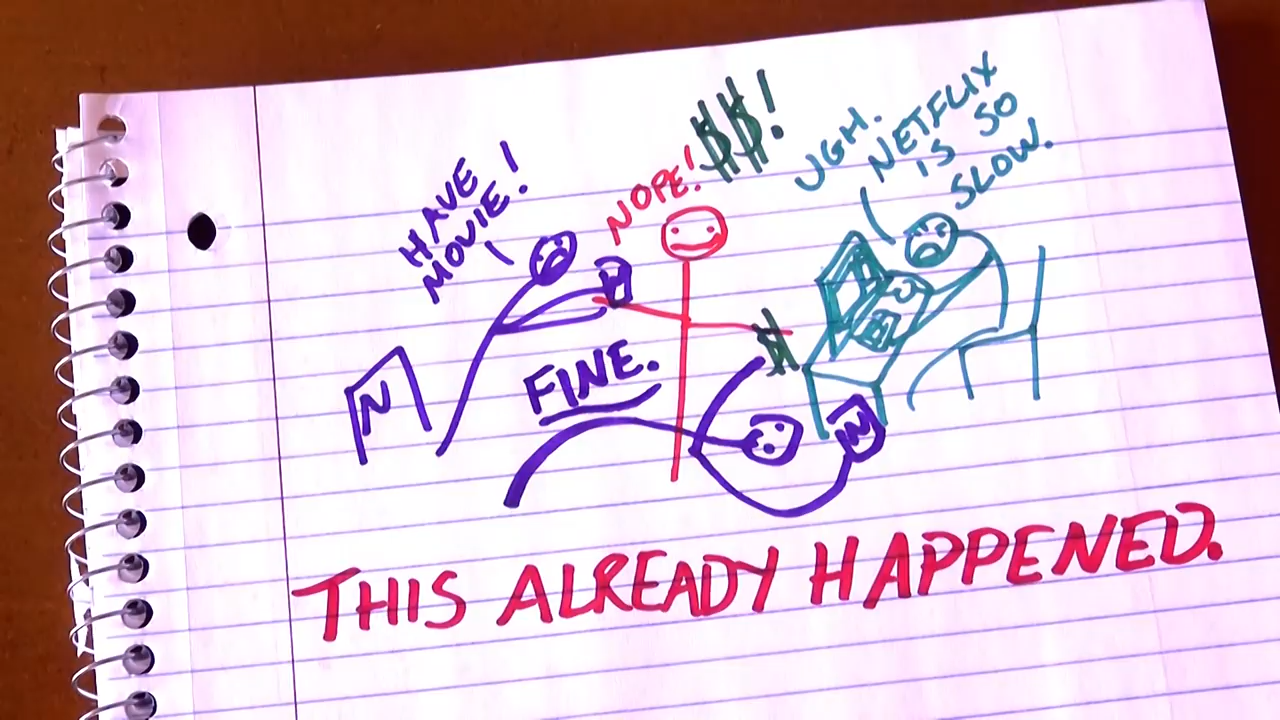 HAVE
MOVIE!
NOPE!
$$!
UGH.
NETFLIX
IS SO
SLOW.
N
FINE.
$
N
THIS ALREADY HAPPENED.